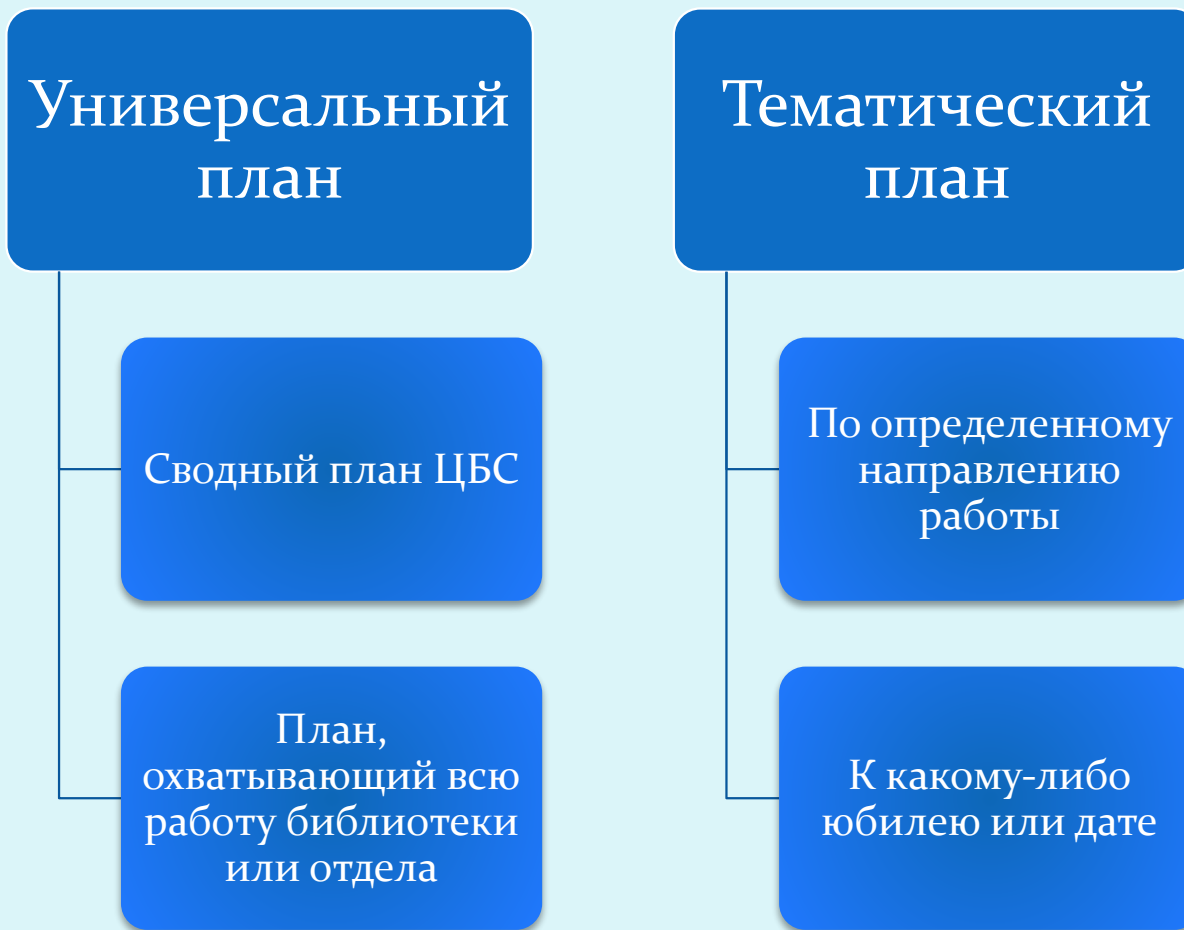 Универсальный
план
Сводный план ЦБС
План,
охватывающий всю
работу библиотеки
или отдела
Тематический
план
По определенному
направлению
работы
К какому-либо
юбилею или дате